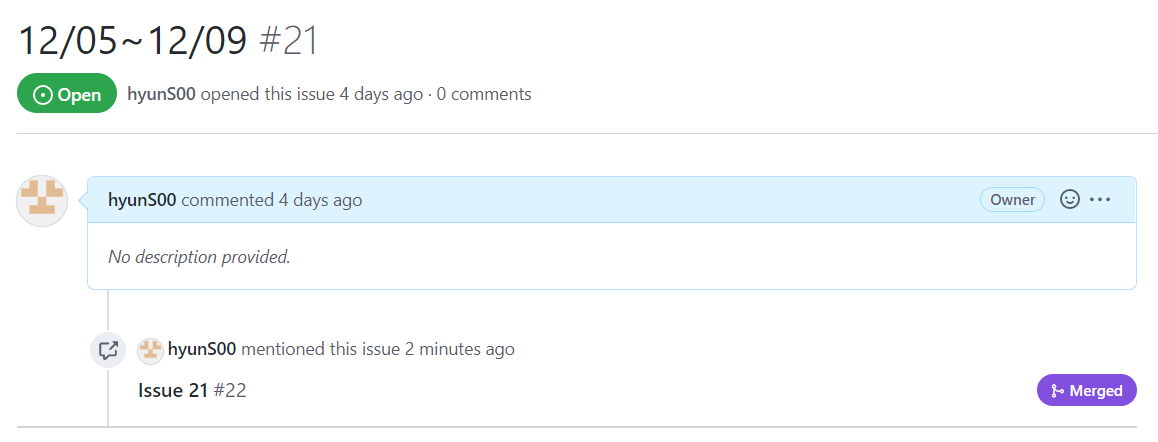 12/05~12/09 #21
Open hyunS00 opened this issue 4 days ago · 0 comments
hyunS00 commented 4 days ago Owner
No description provided.
hyunS00 mentioned this issue 2 minutes ago
Issue 21 #22 Merged